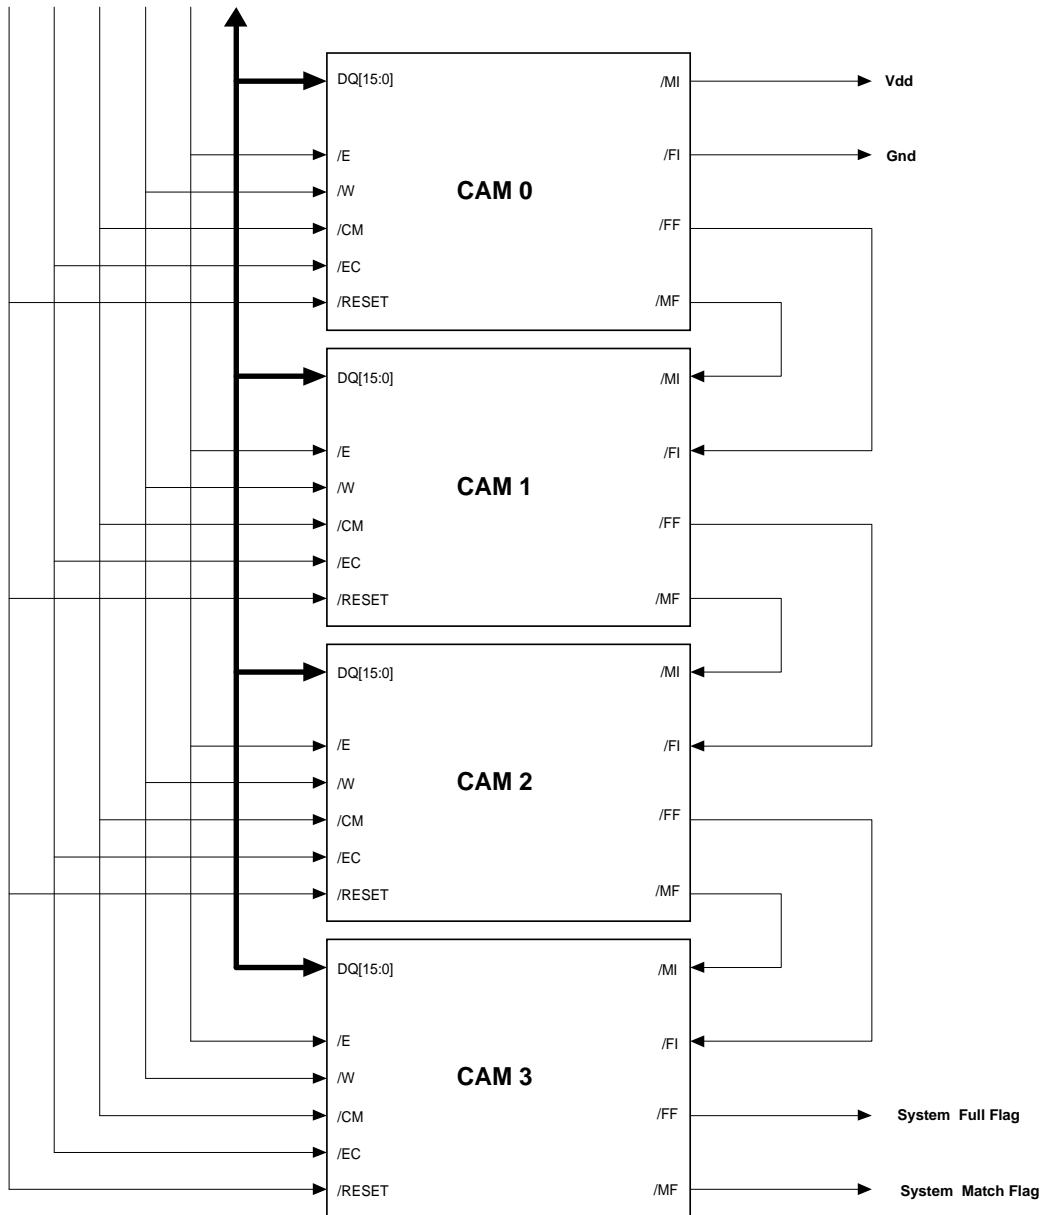 DQ[15:0]
/MI
Vdd
/E
/FI
Gnd
/W
CAM 0
/CM
/FF
/EC
/RESET
/MF
DQ[15:0]
/MI
/E
/FI
/W
CAM 1
/CM
/FF
/EC
/RESET
/MF
DQ[15:0]
/MI
/E
/FI
/W
CAM 2
/CM
/FF
/EC
/RESET
/MF
DQ[15:0]
/MI
/E
/FI
/W
CAM 3
/CM
/FF
System Full Flag
/EC
/RESET
/MF
System Match Flag